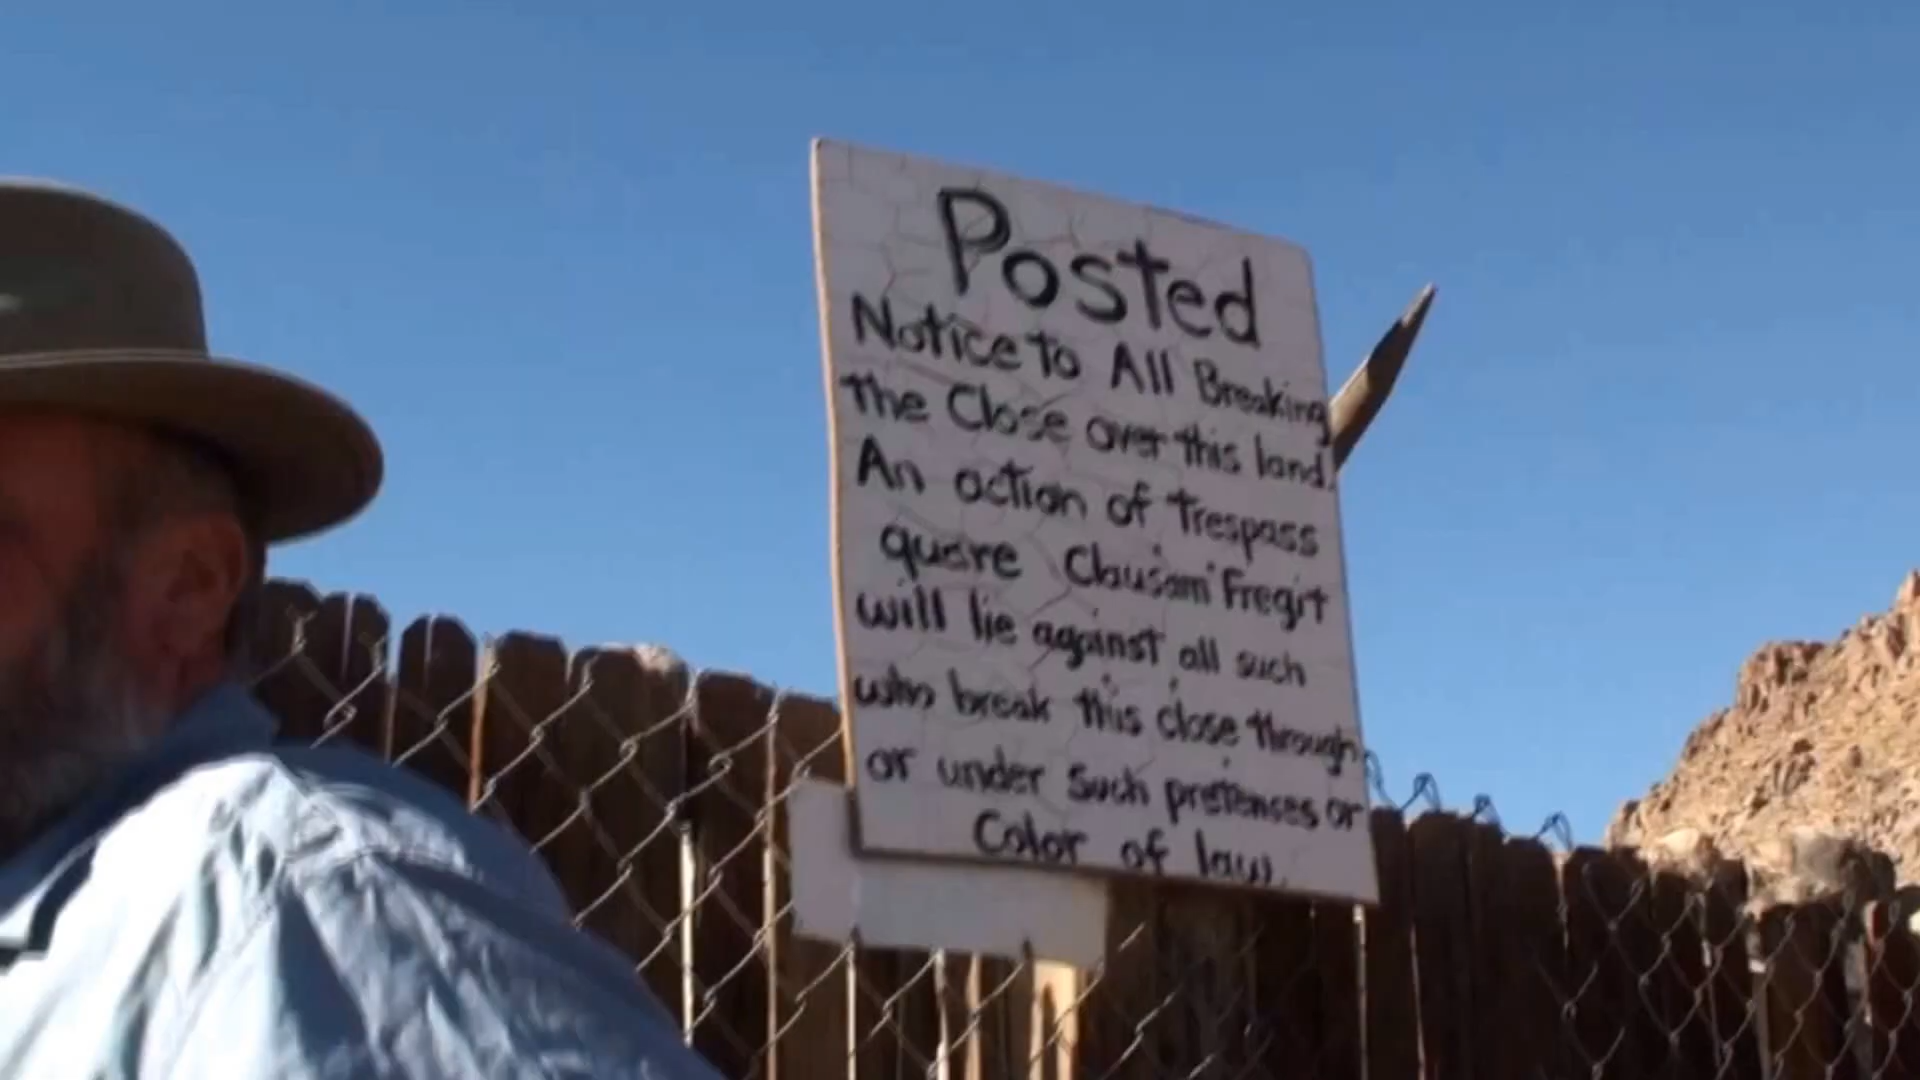 Posted
Notice to All Breaking
the Close over this land.
An action of trespass
quare Clausam Fregit
will lie against all such
who break this close through
or under such pretenses or
Color of law.